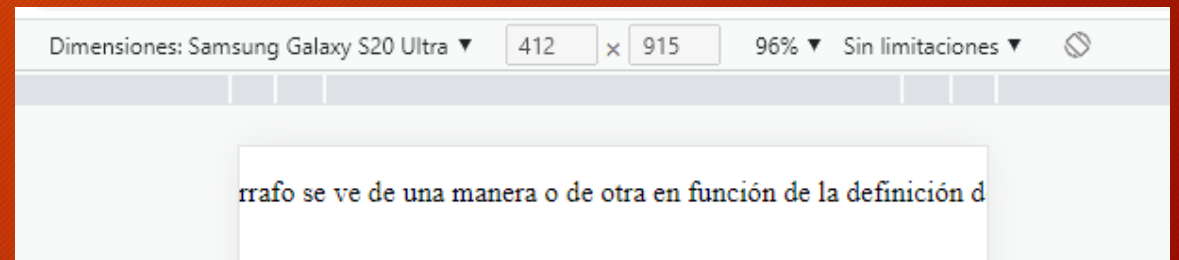 Dimensiones: Samsung Galaxy S20 Ultra ▼ 412 × 915 96% ▼ Sin limitaciones ▼
rrafo se ve de una manera o de otra en función de la definición d